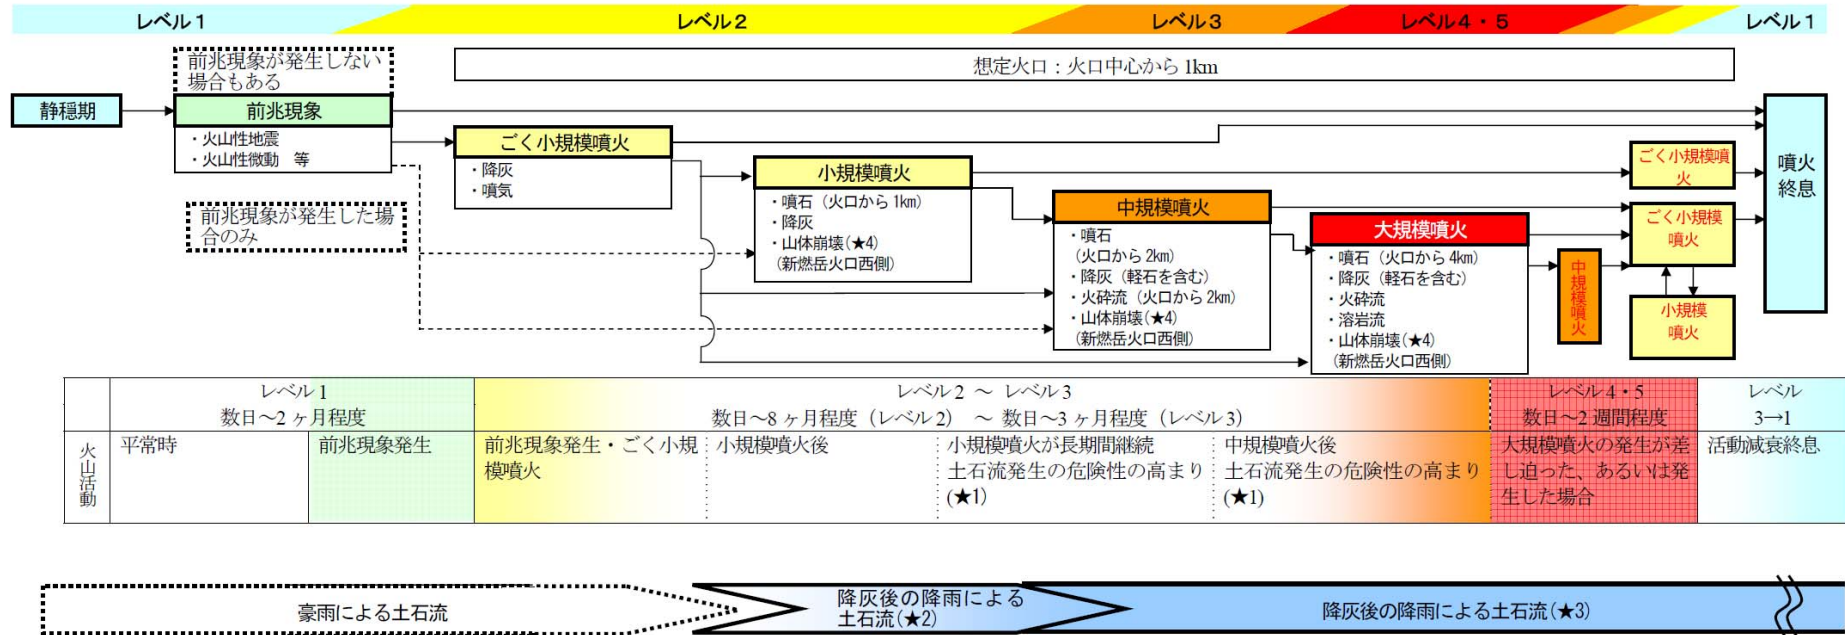 レベル1
レベル2
レベル3
レベル4・5
レベル1
前兆現象が発生しない
場合もある
想定火口：火口中心から1km
静穏期
前兆現象
・火山性地震
・火山性微動　等
前兆現象が発生した場
合のみ
ごく小規模噴火
・降灰
・噴気
小規模噴火
・噴石（火口から1km）
・降灰
・山体崩壊(★4)
（新燃岳火口西側）
中規模噴火
・噴石
（火口から2km）
・降灰（軽石を含む）
・火砕流（火口から2km）
・山体崩壊(★4)
（新燃岳火口西側）
大規模噴火
・噴石（火口から4km）
・降灰（軽石を含む）
・火砕流
・溶岩流
・山体崩壊(★4)
（新燃岳火口西側）
中規模噴火
ごく小規模噴
火
ごく小規模
噴火
小規模
噴火
噴火
終息
レベル1
数日～2ヶ月程度
レベル2 ～ レベル3
数日～8ヶ月程度（レベル2） ～ 数日～3ヶ月程度（レベル3）
レベル4・5
数日～2週間程度
レベル
3→1
火山活動
平常時
前兆現象発生
前兆現象発生・ごく小規
模噴火
小規模噴火後
小規模噴火が長期間継続
土石流発生の危険性の高まり
(★1)
中規模噴火後
土石流発生の危険性の高まり
(★1)
大規模噴火の発生が差
し迫った、あるいは発
生した場合
活動減衰終息
豪雨による土石流
降灰後の降雨による
土石流(★2)
降灰後の降雨による土石流(★3)